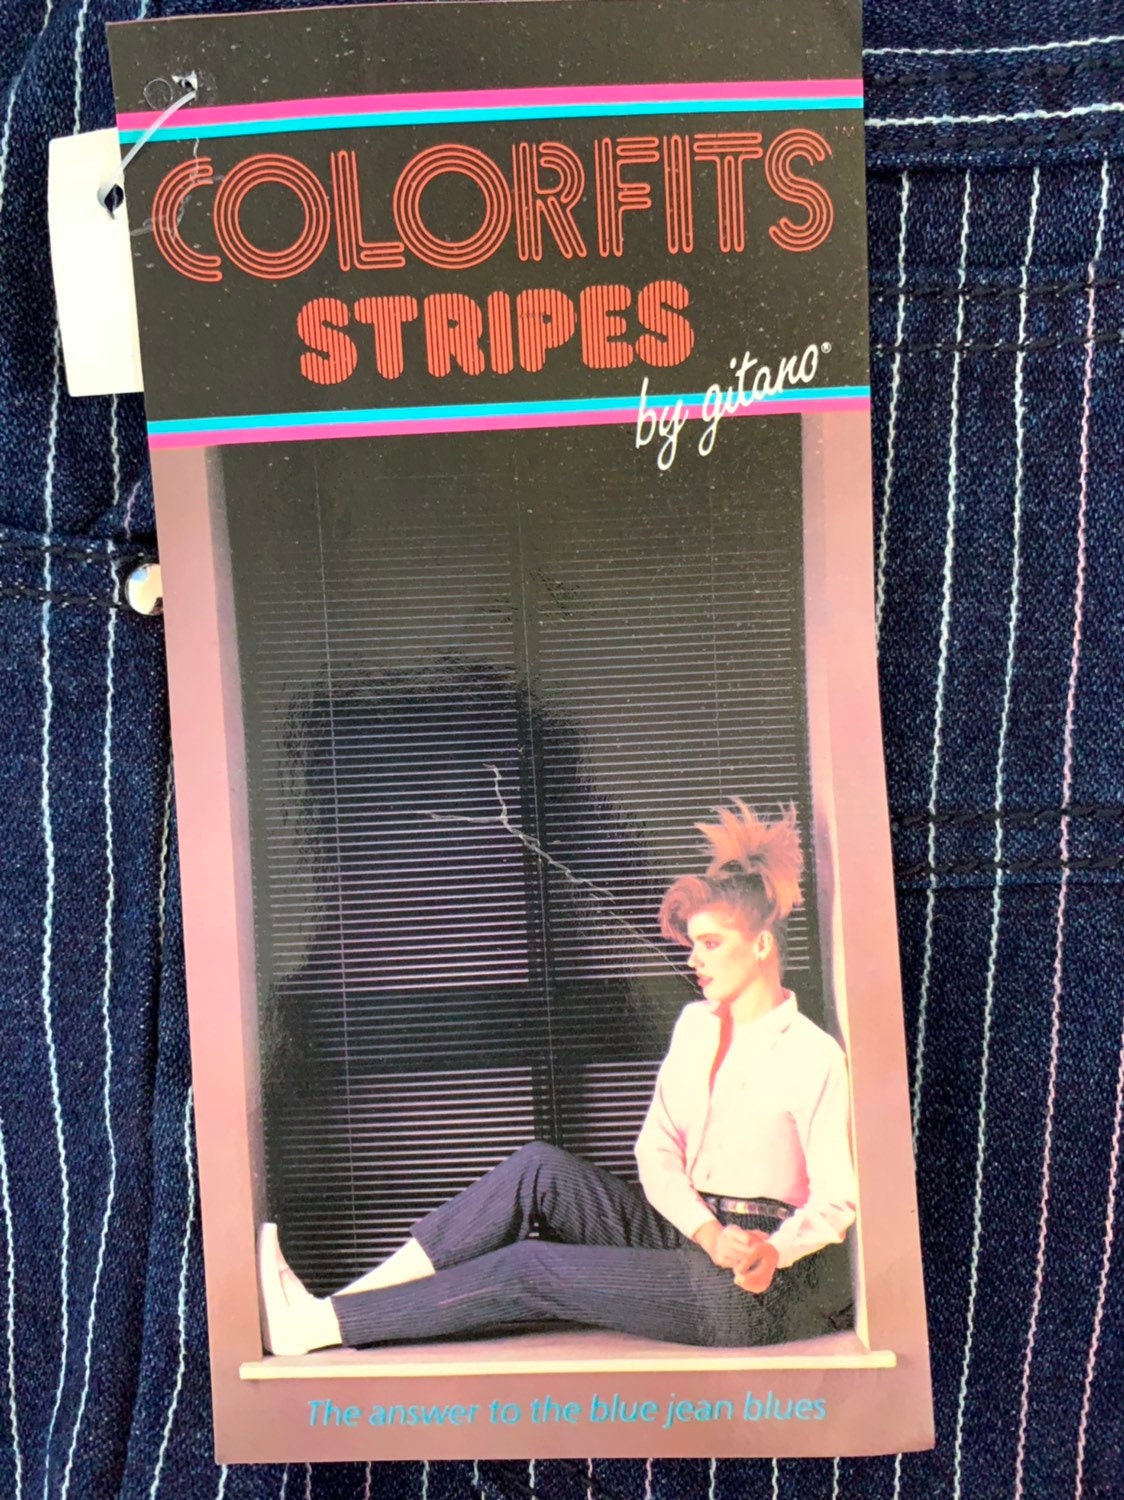 COLORFITS™
STRIPES
by gitano®
The answer to the blue jean blues